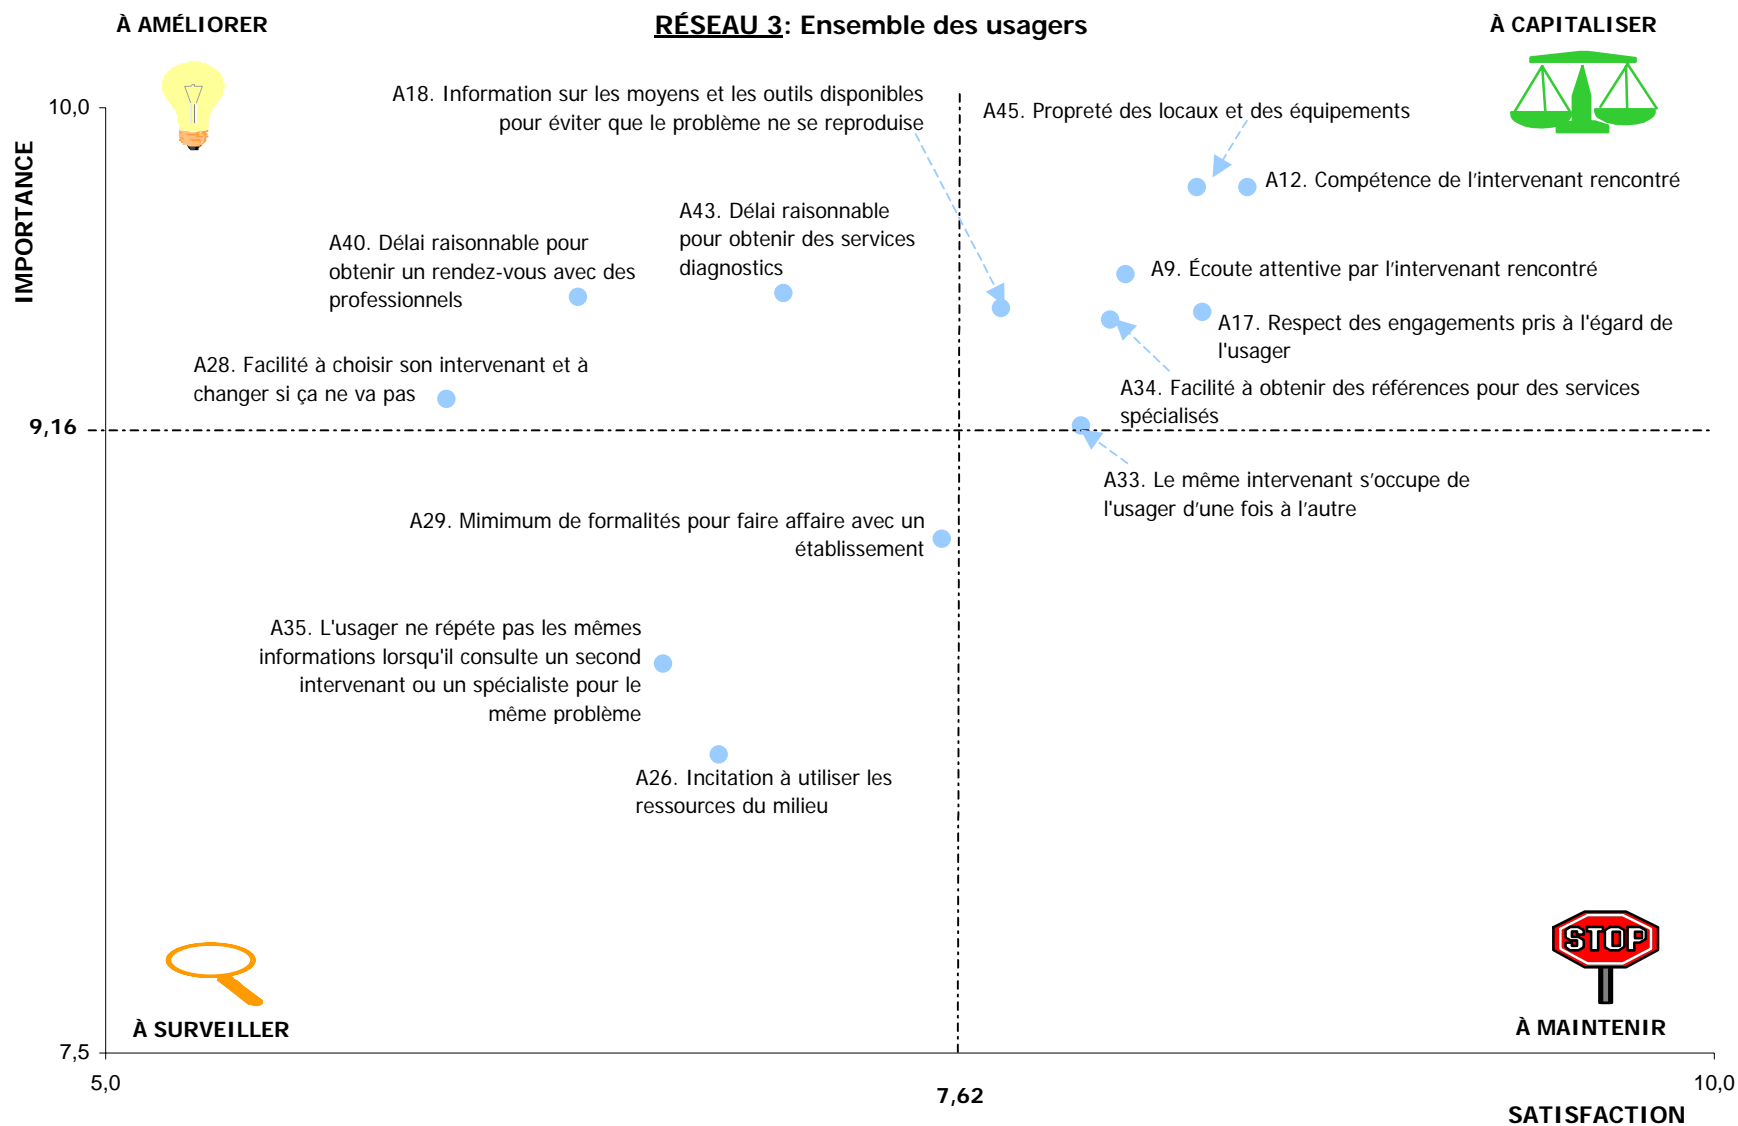 À AMÉLIORER
RÉSEAU 3: Ensemble des usagers
À CAPITALISER
10,0
IMPORTANCE
A18. Information sur les moyens et les outils disponibles
pour éviter que le problème ne se reproduise
A45. Propreté des locaux et des équipements
A12. Compétence de l'intervenant rencontré
A43. Délai raisonnable
pour obtenir des services
diagnostics
A40. Délai raisonnable pour
obtenir un rendez-vous avec des
professionnels
A9. Écoute attentive par l'intervenant rencontré
A17. Respect des engagements pris à l'égard de
l'usager
A28. Facilité à choisir son intervenant et à
changer si ça ne va pas
A34. Facilité à obtenir des références pour des services
spécialisés
9,16
A33. Le même intervenant s'occupe de
l'usager d'une fois à l'autre
A29. Mimimum de formalités pour faire affaire avec un
établissement
A35. L'usager ne répéte pas les mêmes
informations lorsqu'il consulte un second
intervenant ou un spécialiste pour le
même problème
A26. Incitation à utiliser les
ressources du milieu
STOP
À SURVEILLER
À MAINTENIR
7,5
5,0
7,62
10,0
SATISFACTION